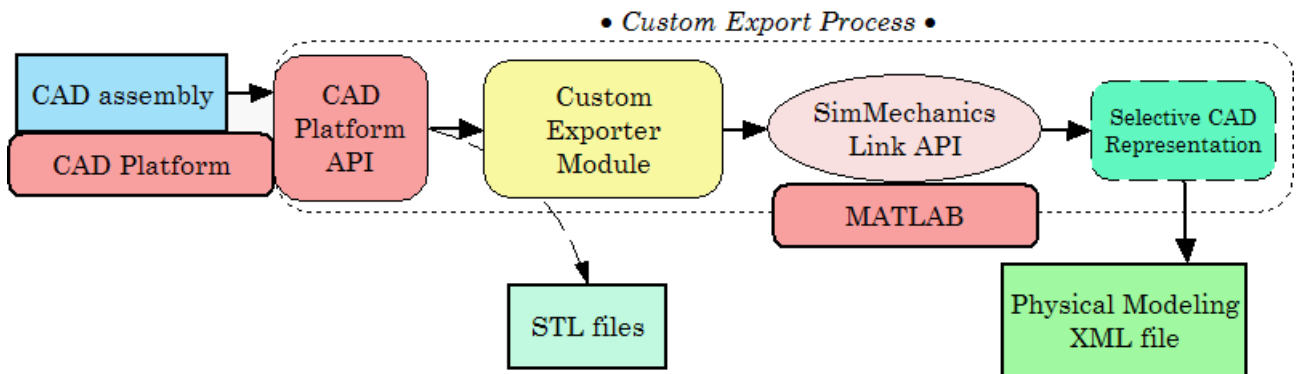 • Custom Export Process •
CAD assembly
CAD Platform
CAD
Platform
API
Custom
Exporter
Module
SimMechanics
Link API
MATLAB
Selective CAD
Representation
STL files
Physical Modeling
XML file